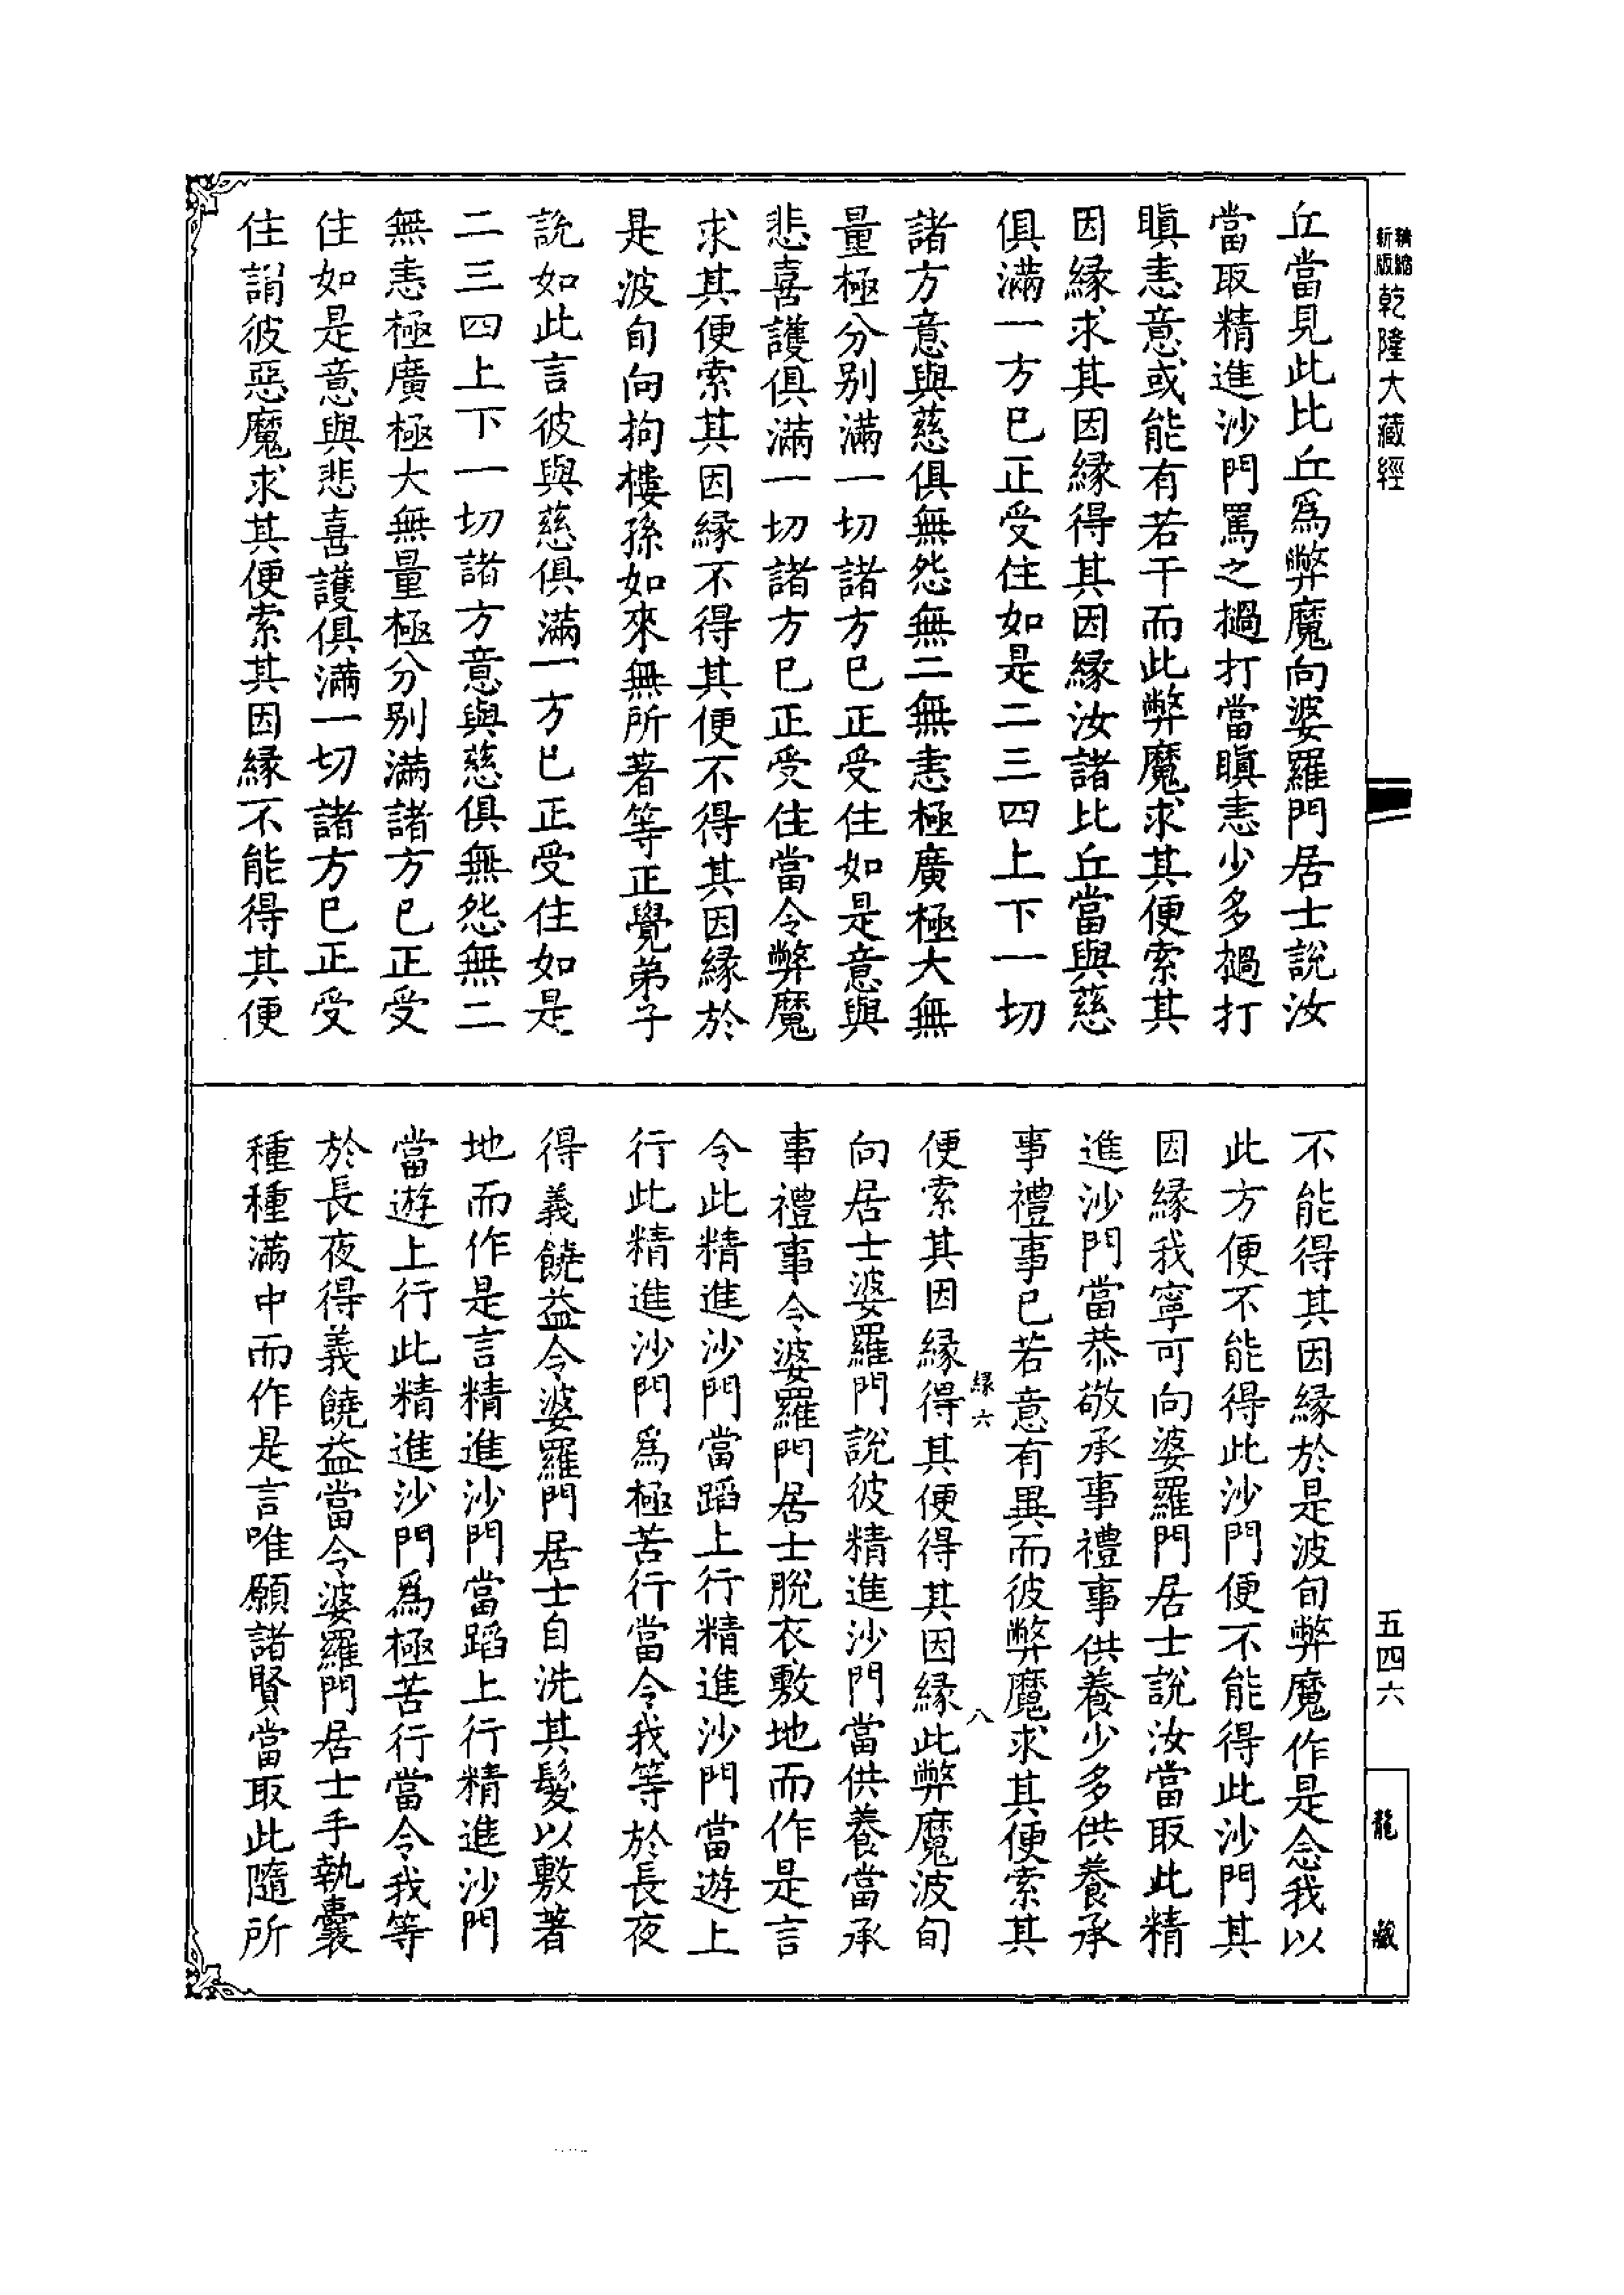 精縮新版乾隆大藏經
丘當見此比丘爲弊魔向婆羅門居士說汝
當取精進沙門罵之撾打當瞋恚少多撾打
瞋恚意或能有若干而此弊魔求其便索其
因緣求其因緣得其因緣汝諸比丘當與慈
俱滿一方已正受住如是二三四上下一切
諸方意與慈俱無怨無二無恚極廣極大無
量極分别滿一切諸方已正受住如是意與
悲喜護俱滿一切諸方已正受住當令弊魔
求其便索其因緣不得其便不得其因緣於
是波旬向拘樓孫如來無所著等正覺弟子
說如此言彼與慈俱滿一方已正受住如是
二三四上下一切諸方意與慈俱無怨無二
無恚極廣極大無量極分别滿諸方已正受
住如是意與悲喜護俱滿一切諸方已正受
住謂彼惡魔求其便索其因緣不能得其便
不能得其因緣於是波旬弊魔作是念我以
此方便不能得此沙門便不能得此沙門其
因緣我寧可向婆羅門居士說汝當取此精
進沙門當恭敬承事禮事供養少多供養承
事禮事已若意有異而彼弊魔求其便索其
緣六 八
便索其因緣得其便得其因緣此弊魔波旬
向居士婆羅門說彼精進沙門當供養當承
事禮事令婆羅門居士脫衣敷地而作是言
令此精進沙門當蹈上行精進沙門當遊上
行此精進沙門爲極苦行當令我等於長夜
得義饒益令婆羅門居士自洗其髮以敷著
地而作是言精進沙門當蹈上行精進沙門
當遊上行此精進沙門爲極苦行當令我等
於長夜得義饒益當令婆羅門居士手執囊
種種滿中而作是言唯願諸賢當取此隨所
五四六
龍藏